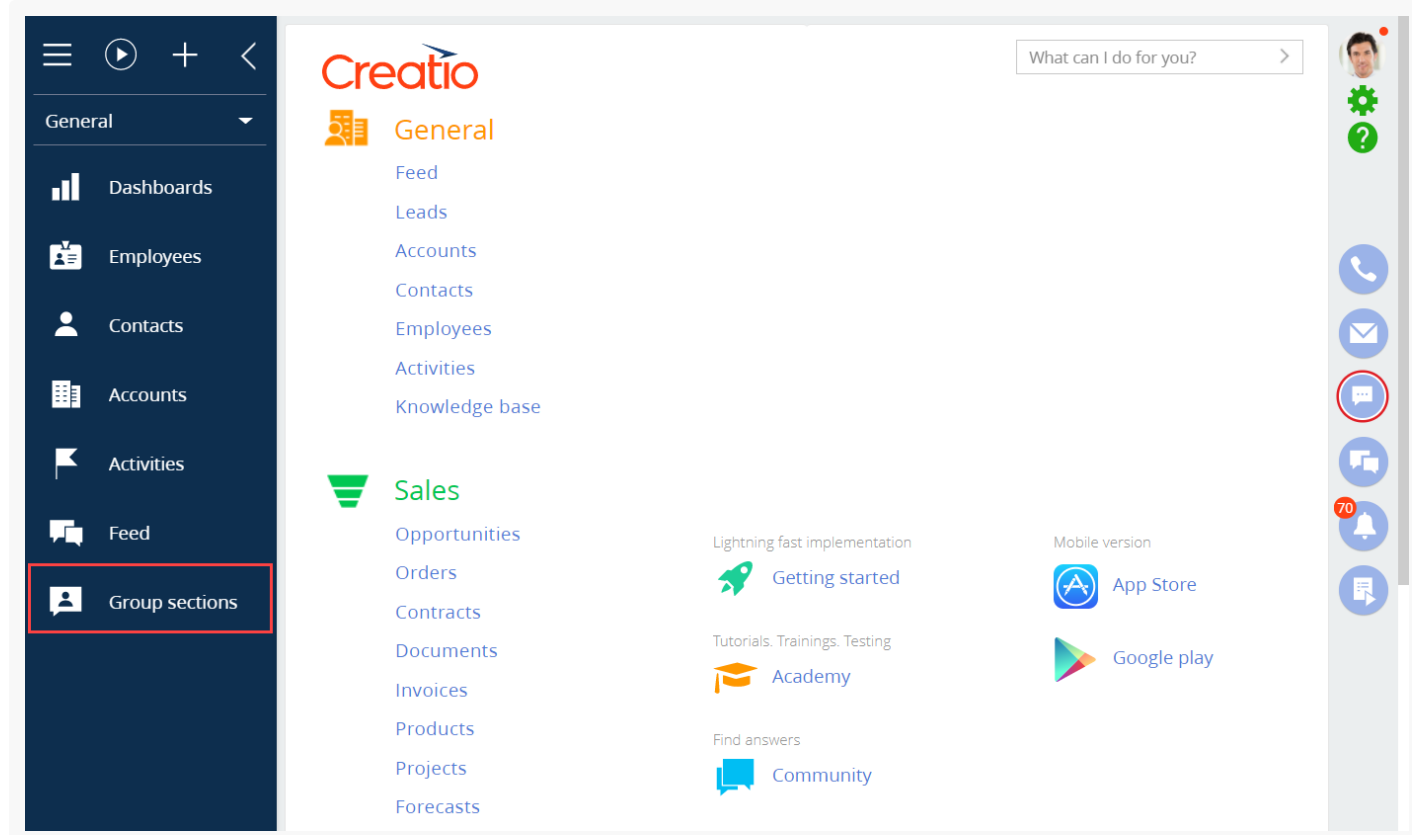 General
Dashboards
Employees
Contacts
Accounts
Activities
Feed
Group sections
Creatio
What can I do for you?
General
Feed
Leads
Accounts
Contacts
Employees
Activities
Knowledge base
Sales
Opportunities
Orders
Contracts
Documents
Invoices
Products
Projects
Forecasts
Lightning fast implementation
Getting started
Tutorials. Trainings. Testing
Academy
Find answers
Community
Mobile version
App Store
Google play
70